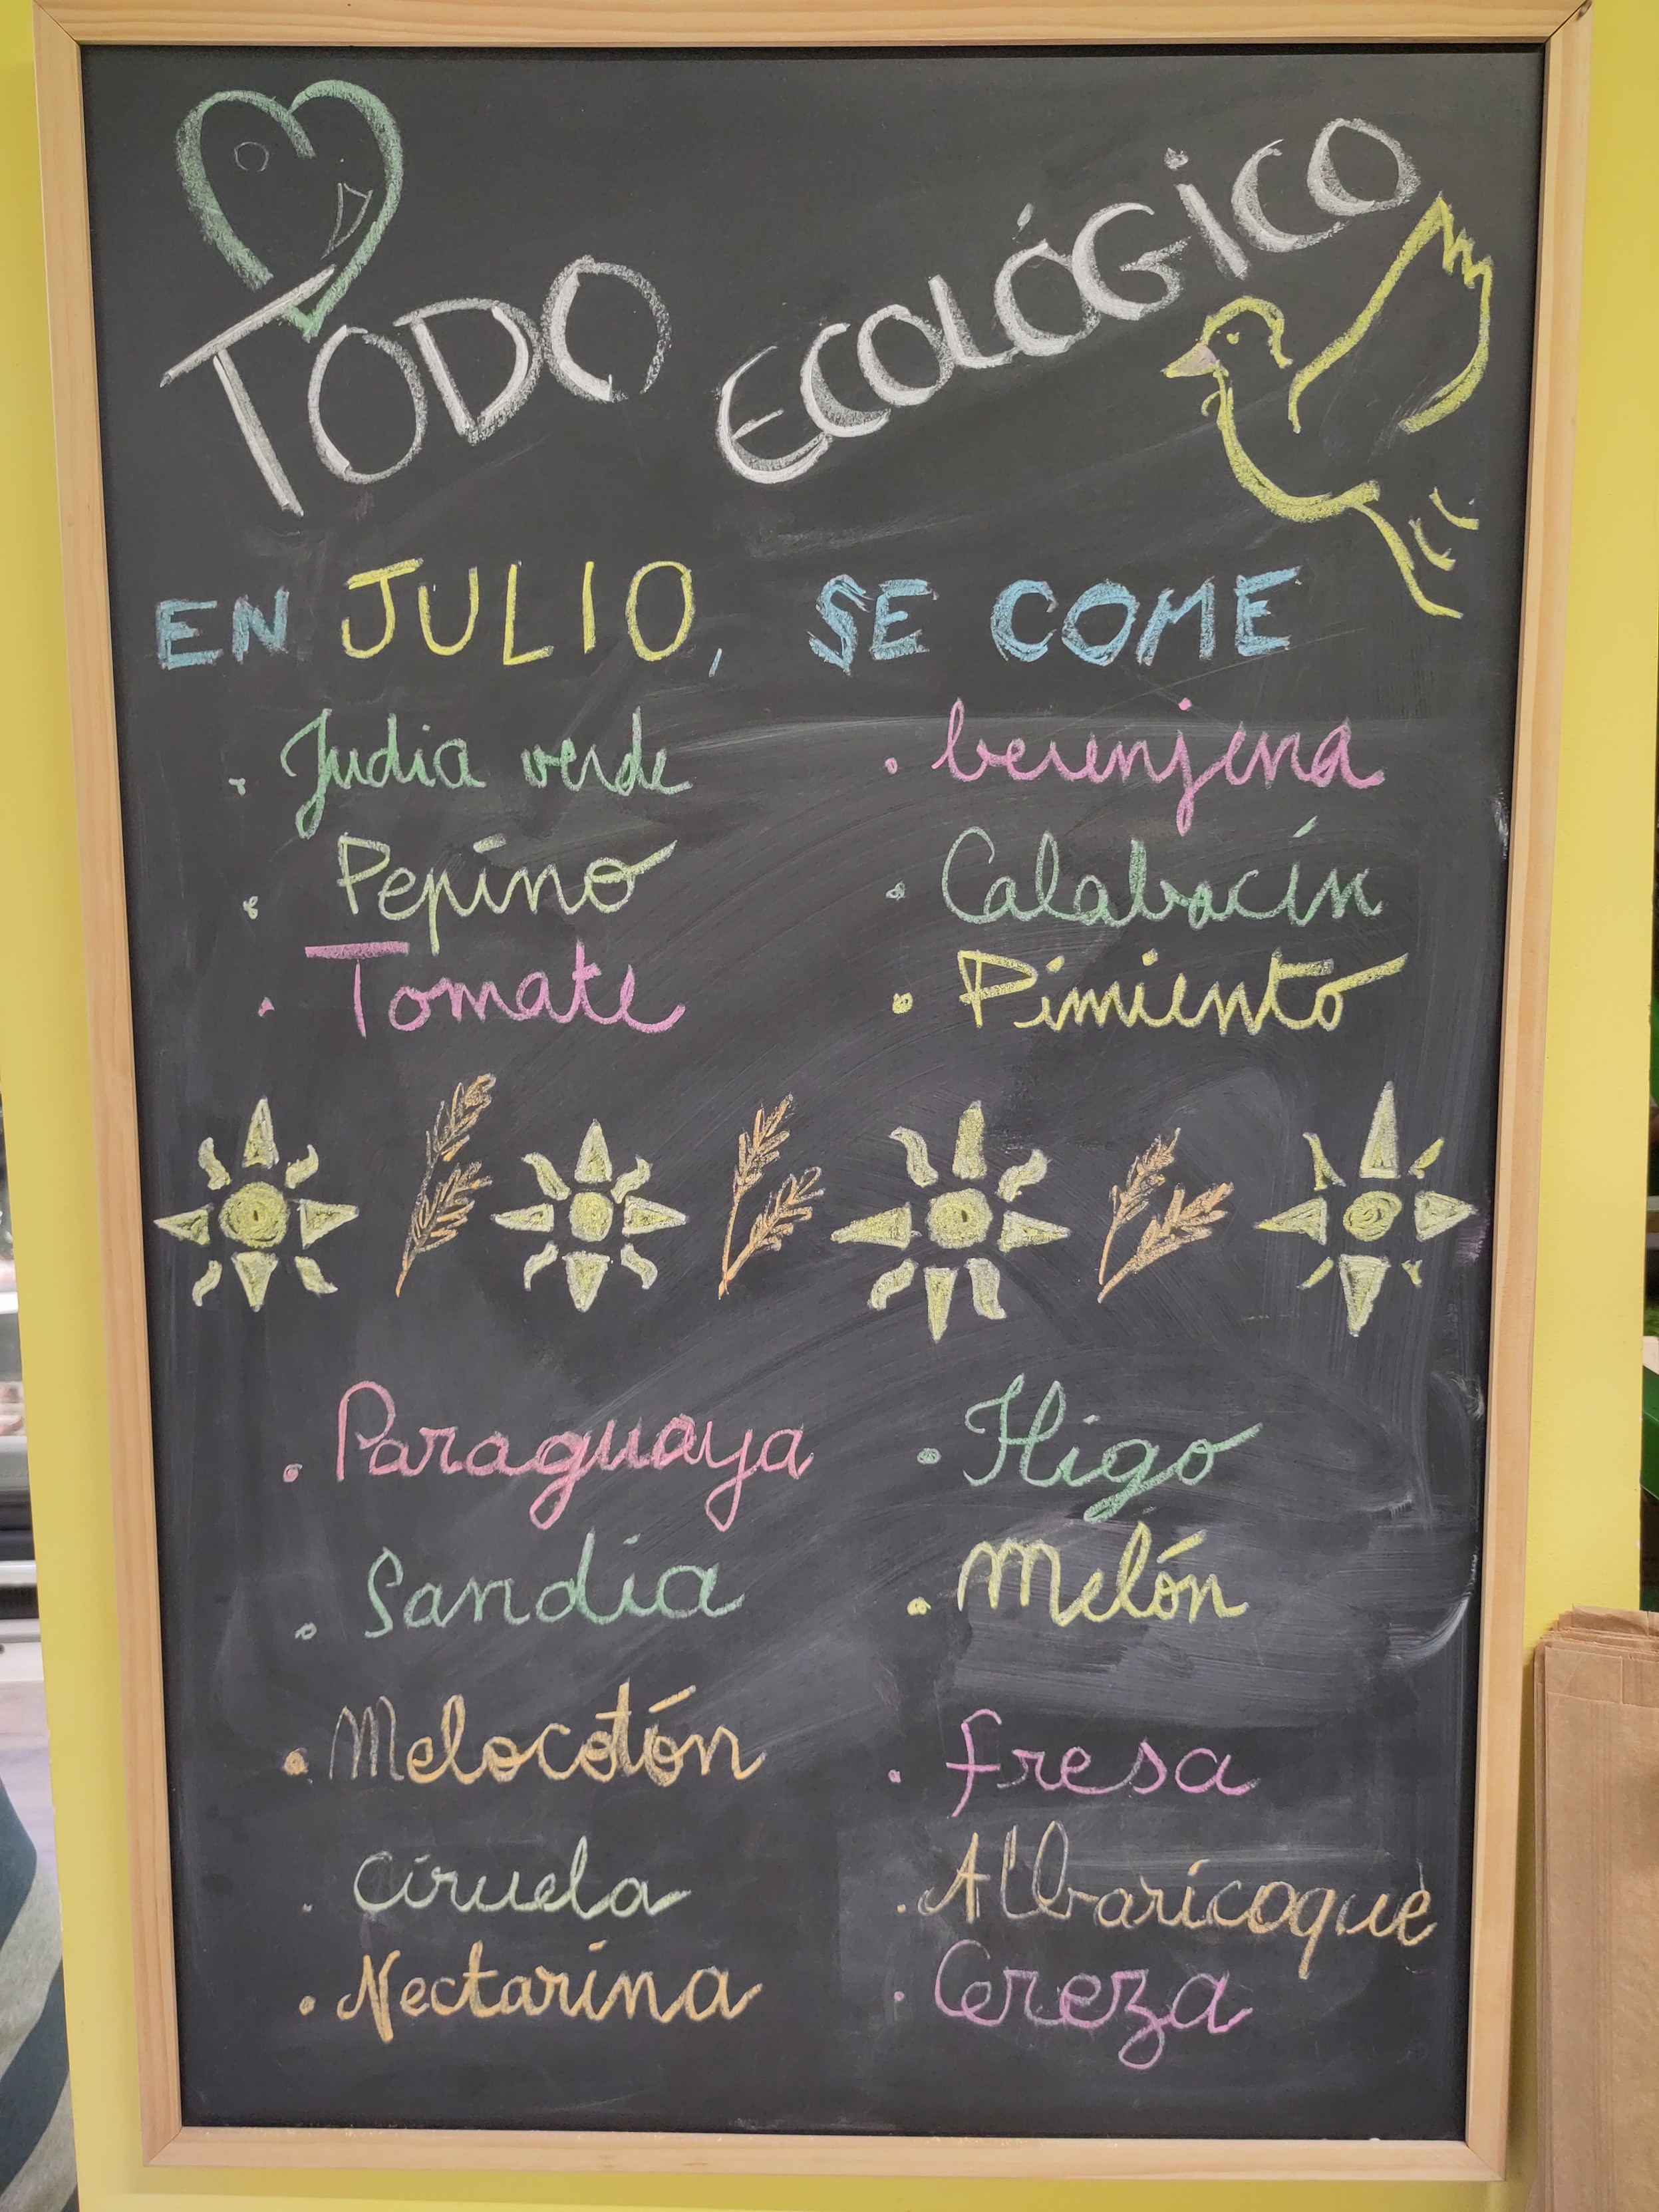 TODO ECOLÓGICO
EN JULIO, SE COME
. Judia verde
. berenjena
. Pepino
. Calabacín
. Tomate
. Pimiento
. Paraguaya
. Higo
. Sandia
. Melón
. Melocotón
. fresa
. Ciruela
. Albaricoque
. Nectarina
. Cereza